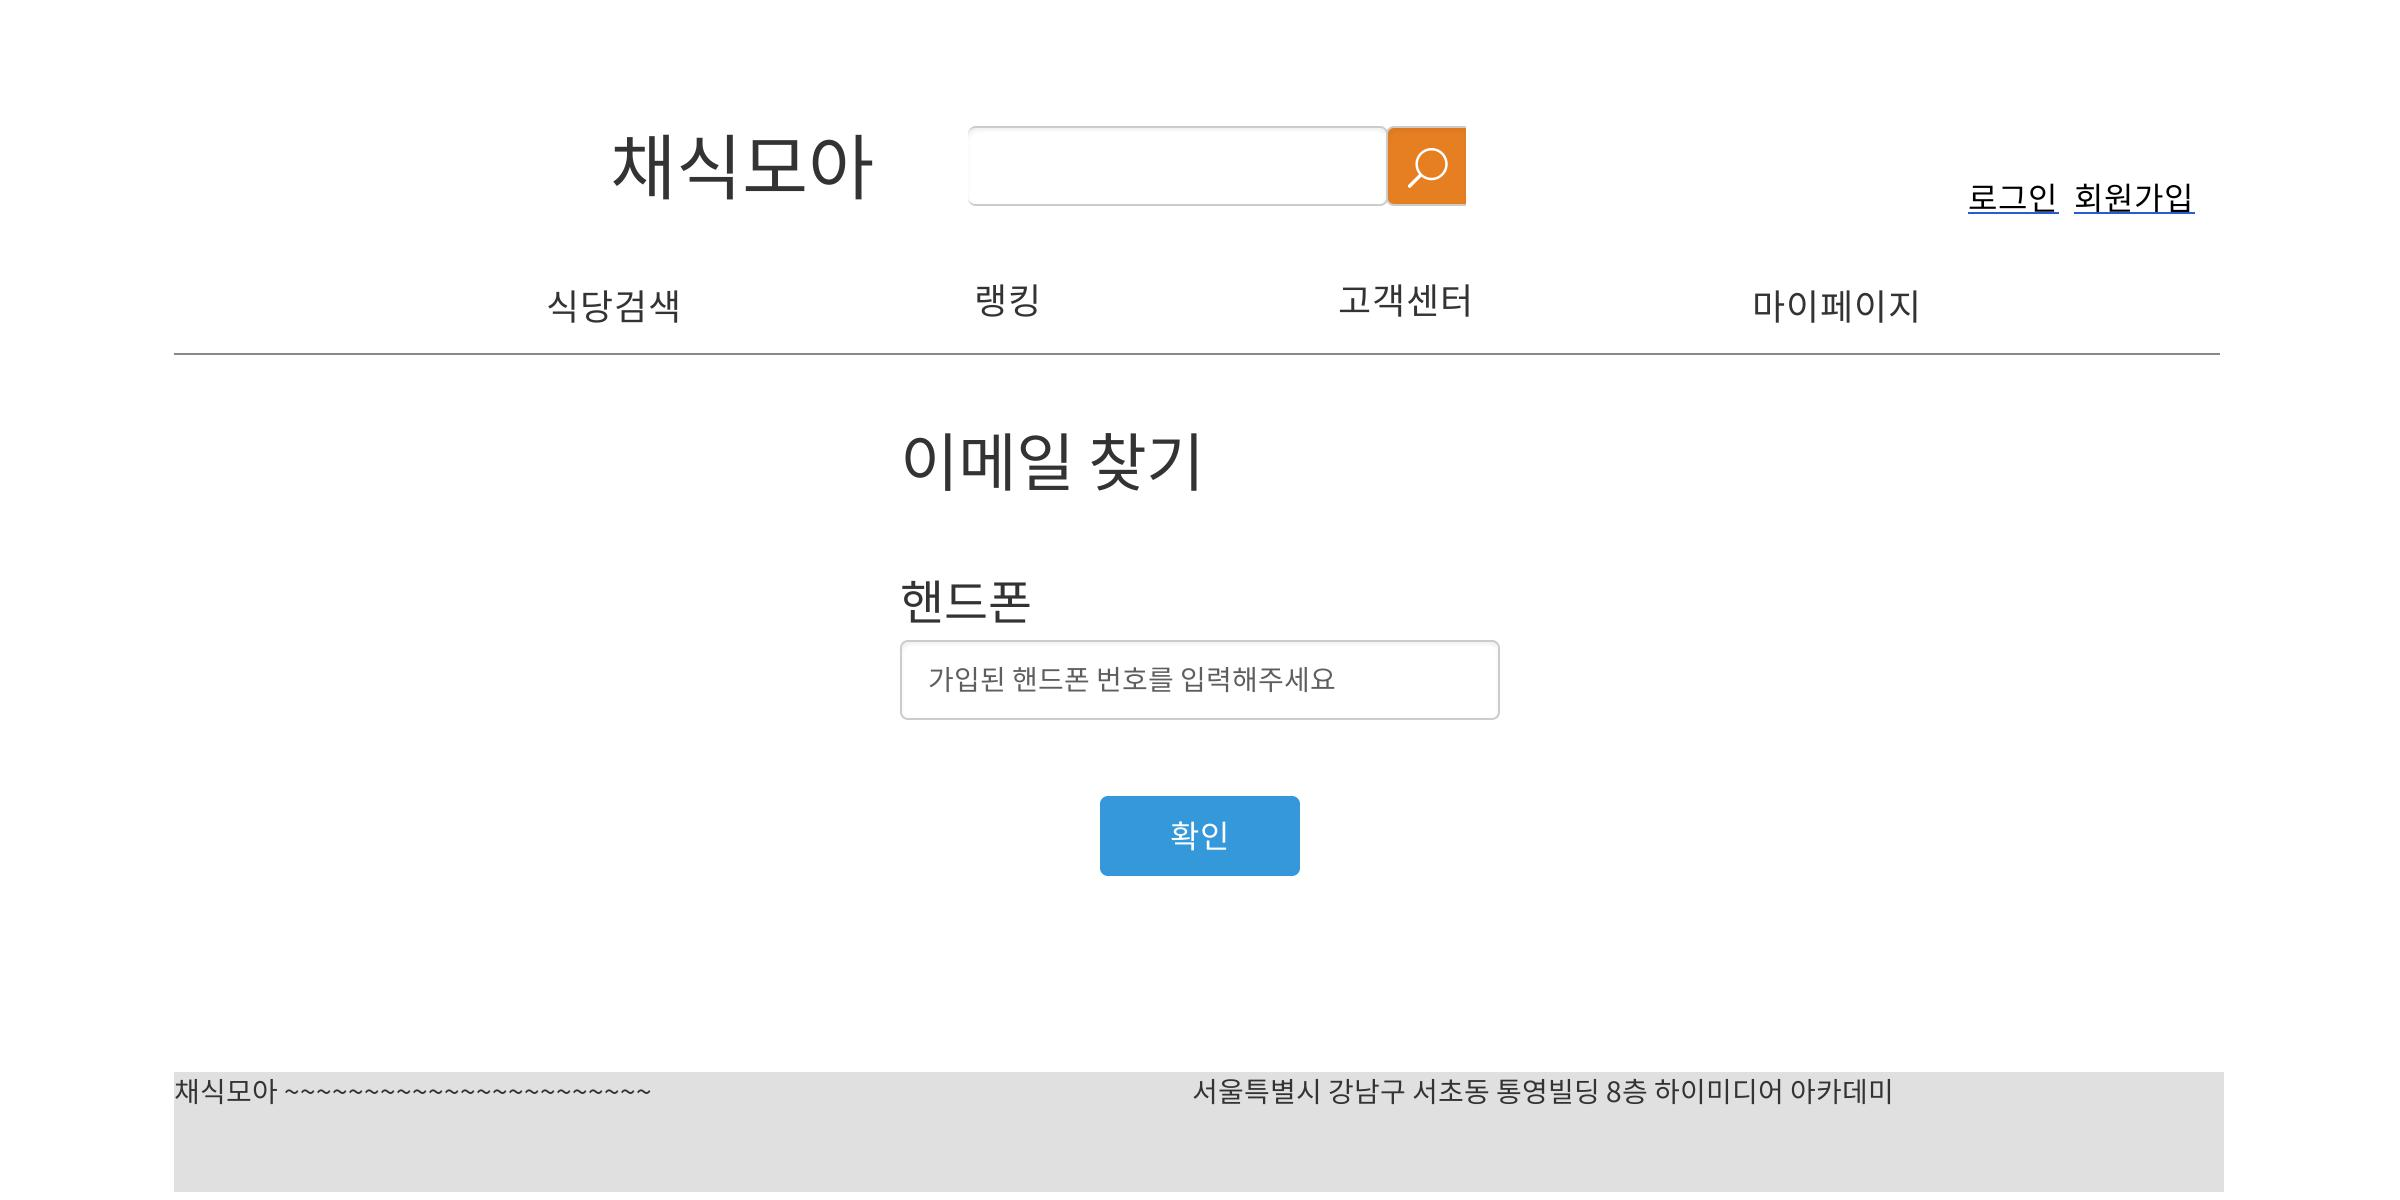 채식모아
로그인 회원가입
식당검색 랭킹 고객센터 마이페이지
이메일 찾기
핸드폰
가입된 핸드폰 번호를 입력해주세요
확인
채식모아 ~~~~~~~~~~~~~~~~~~~~~~~ 서울특별시 강남구 서초동 통영빌딩 8층 하이미디어 아카데미